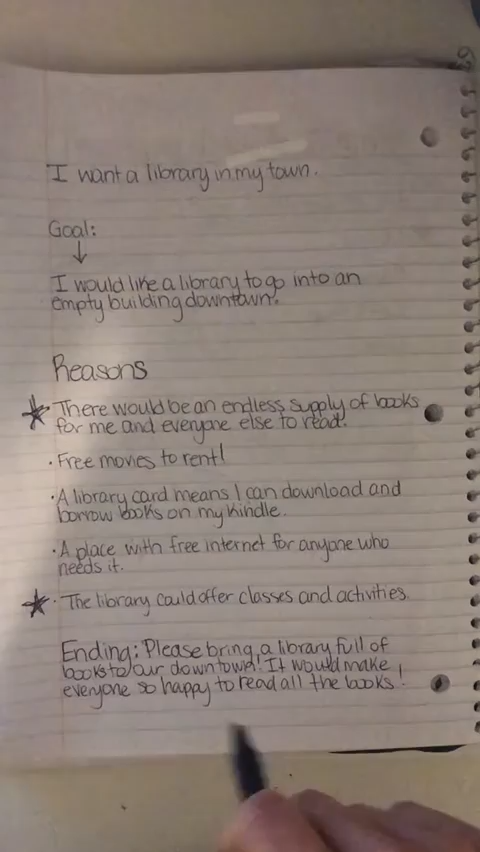 I want a library in my town.
Goal:
↓
I would like a library to go into an
empty building downtown.
Reasons
☆ There would be an endless supply of books
for me and everyone else to read.
· Free movies to rent!
· A library card means I can download and
borrow books on my Kindle.
· A place with free internet for anyone who
needs it.
☆ · The library could offer classes and activities.
Ending: Please bring a library full of
books to our downtown! It would make
everyone so happy to read all the books!